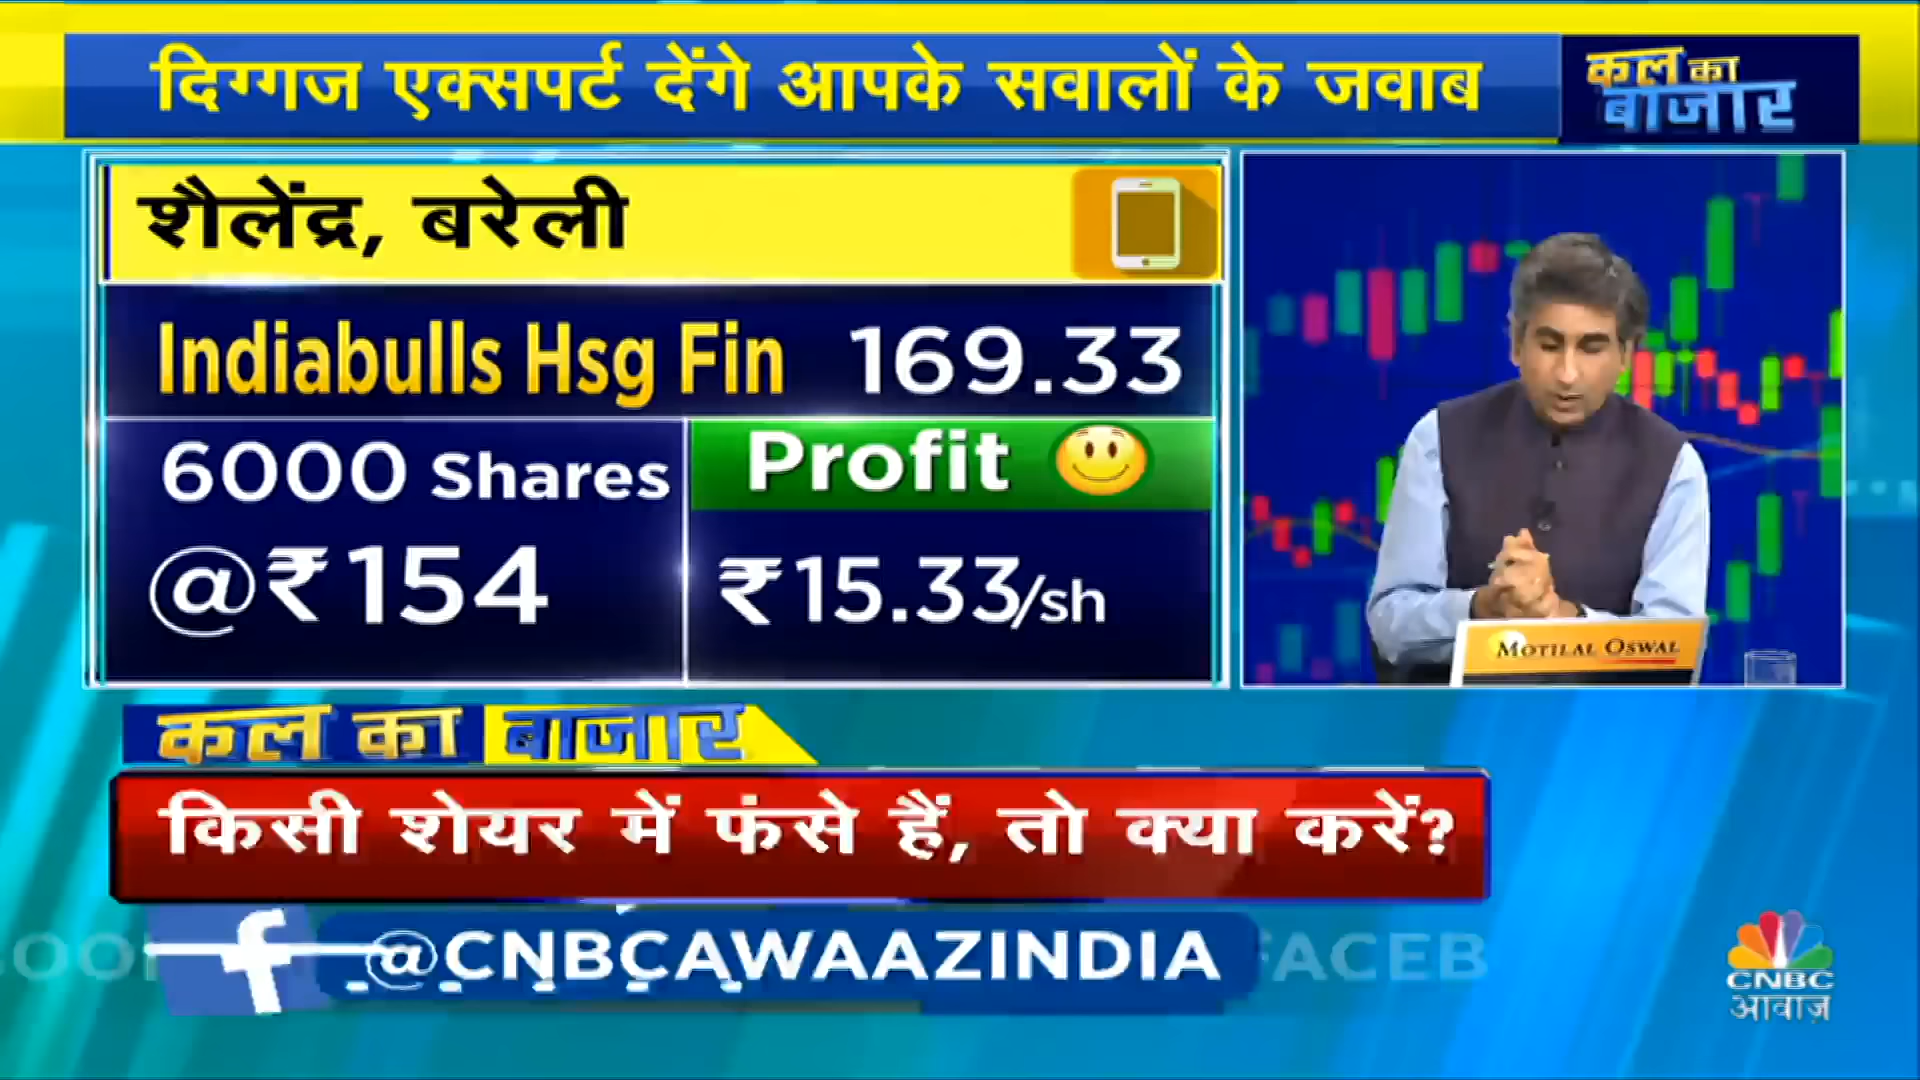 दिग्गज एक्सपर्ट देंगे आपके सवालों के जवाब
कल का
बाजार
शैलेंद्र, बरेली
Indiabulls Hsg Fin 169.33
6000 Shares
@₹154
Profit
₹15.33/sh
MOTILAL OSWAL
कल का बाजार
किसी शेयर में फंसे हैं, तो क्या करें?
f @CNBCAWAAZINDIA
FACEB
CNBC
आवाज़